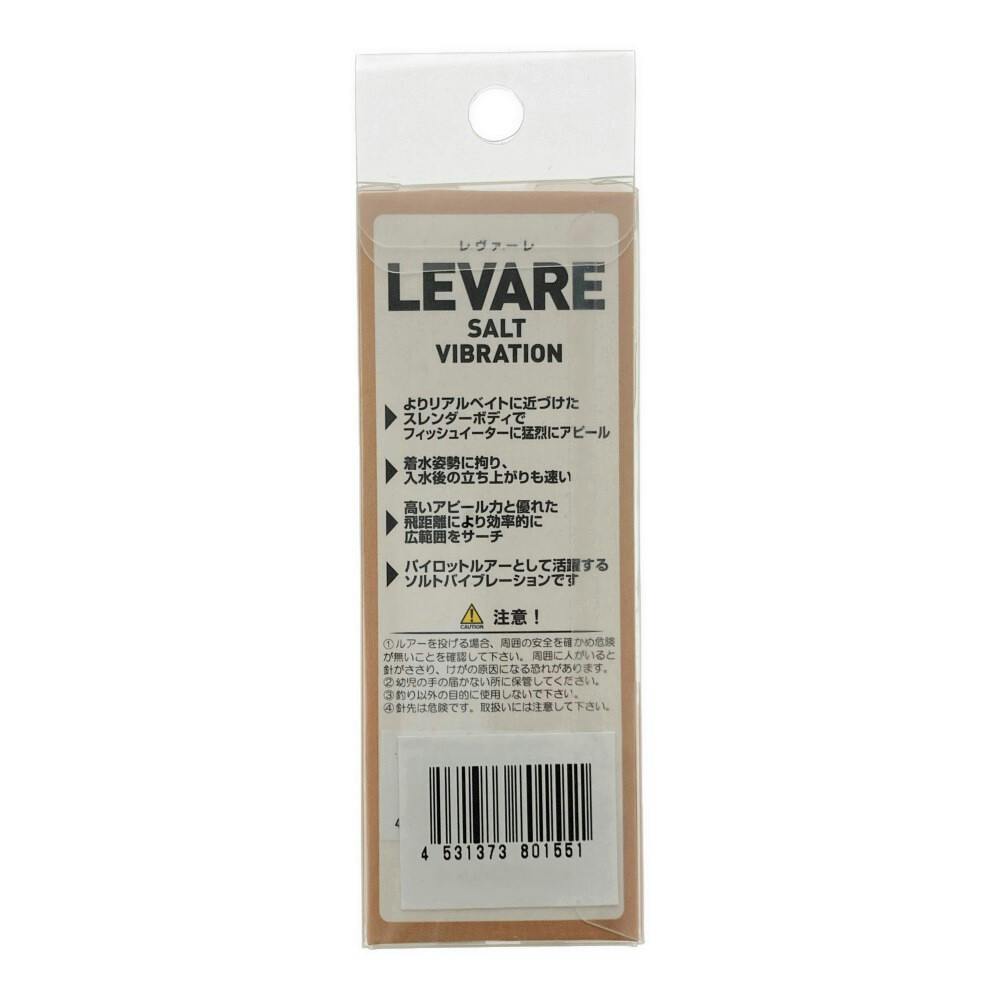 レヴァーレ
LEVARE
SALT
VIBRATION
よりリアルベイトに近づけた
スレンダーボディで
フィッシュイーターに猛烈にアピール
着水姿勢に拘り、
入水後の立ち上がりも速い
高いアピール力と優れた
飛距離により効率的に
広範囲をサーチ
パイロットルアーとして活躍する
ソルトバイブレーションです
CAUTION 注意！
①ルアーを投げる場合、周囲の安全を確かめ危険
が無いことを確認して下さい。周囲に人がいると
針がささり、けがの原因になる恐れがあります。
②幼児の手の届かない所に保管してください。
③釣り以外の目的に使用しないで下さい。
④針先は危険です。取扱いには注意して下さい。
4
4 531373 801551